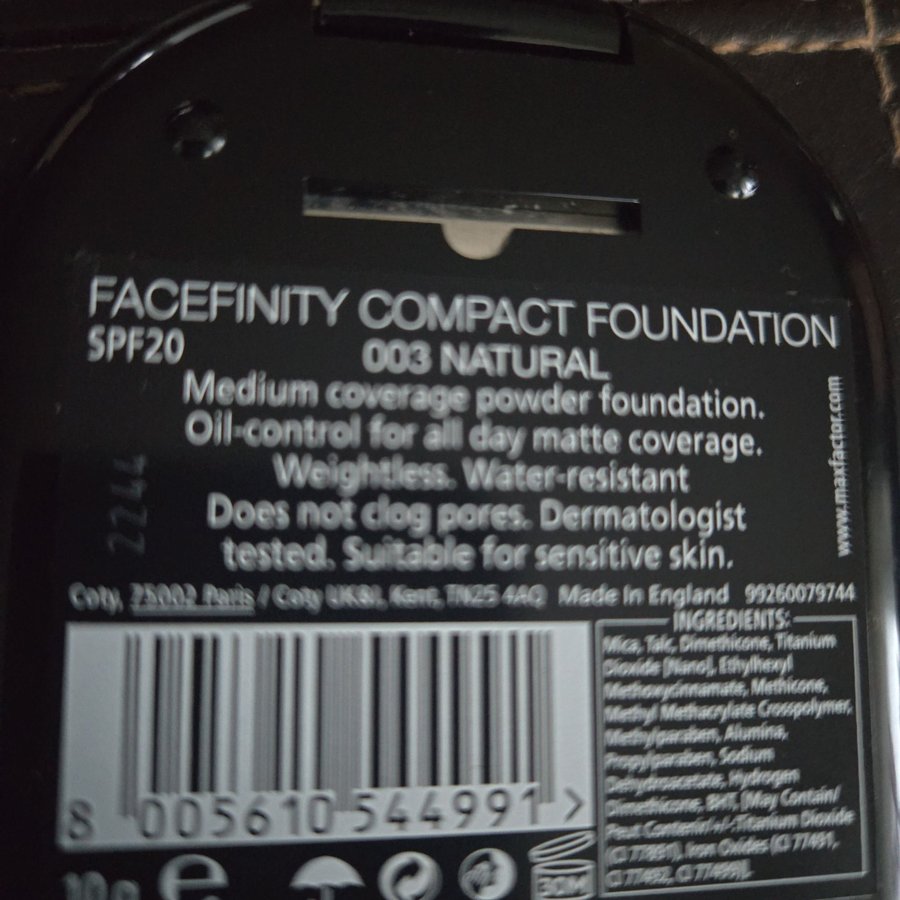 FACEFINITY COMPACT FOUNDATION
SPF20
003 NATURAL
Medium coverage powder foundation.
Oil-control for all day matte coverage.
Weightless. Water-resistant
Does not clog pores. Dermatologist
tested. Suitable for sensitive skin.
www.maxfactor.com
2244
Coty, 75002 Paris / Coty UK&I, Kent, TN25 4AQ Made In England 99260079744
INGREDIENTS:
Mica, Talc, Dimethicone, Titanium
Dioxide [Nano], Ethylhexyl
Methoxycinnamate, Methicone,
Methyl Methacrylate Crosspolymer,
Methylparaben, Alumina,
Propylparaben, Sodium
Dehydroacetate, Hydrogen
Dimethicone, BHT, [May Contain/
Peut Contenir/+/-:Titanium Dioxide
(CI 77891), Iron Oxides (CI 77491,
CI 77492, CI 77499)].
8 005610 544991 >
10g e
30M